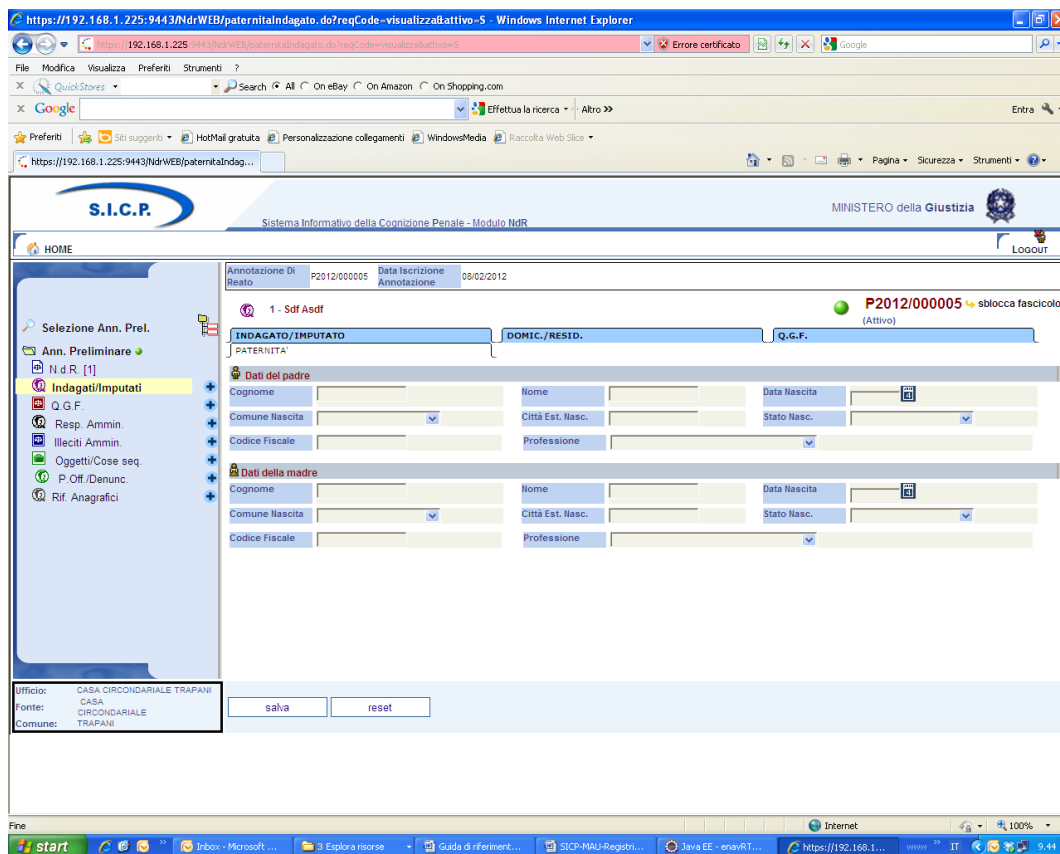 https://192.168.1.225:9443/NdrWEB/paternitaIndagato.do?reqCode=visualizza&attivo=S - Windows Internet Explorer
https://192.168.1.225:9443/NdrWEB/paternitaIndagato.do?reqCode=visualizza&attivo=S Errore certificato Google
File Modifica Visualizza Preferiti Strumenti ?
X QuickStores Search All On eBay On Amazon On Shopping.com
x Google Effettua la ricerca Altro >> Entra
Preferiti Siti suggeriti HotMail gratuita Personalizzazione collegamenti WindowsMedia Raccolta Web Slice
https://192.168.1.225:9443/NdrWEB/paternitaIndag... Pagina Sicurezza Strumenti
S.I.C.P. Sistema Informativo della Cognizione Penale - Modulo NdR MINISTERO della Giustizia
HOME LOGOUT
Annotazione Di Reato P2012/000005 Data Iscrizione Annotazione 08/02/2012
1 - Sdf Asdf P2012/000005 sblocca fascicolo
(Attivo)
Selezione Ann. Prel.
Ann. Preliminare
N.d.R. [1]
Indagati/Imputati
Q.G.F.
Resp. Ammin.
Illeciti Ammin.
Oggetti/Cose seq.
P.Off./Denunc.
Rif. Anagrafici
INDAGATO/IMPUTATO DOMIC./RESID. Q.G.F.
PATERNITA'
Dati del padre
Cognome Nome Data Nascita
Comune Nascita Città Est. Nasc. Stato Nasc.
Codice Fiscale Professione
Dati della madre
Cognome Nome Data Nascita
Comune Nascita Città Est. Nasc. Stato Nasc.
Codice Fiscale Professione
Ufficio: CASA CIRCONDARIALE TRAPANI
Fonte: CASA CIRCONDARIALE
Comune: TRAPANI
salva reset
Fine Internet 100%
start Inbox - Microsoft ... 3 Esplora risorse Guida di riferiment... SICP-MAU-Registri... Java EE - enavRT... https://192.168.1... www IT 9.44